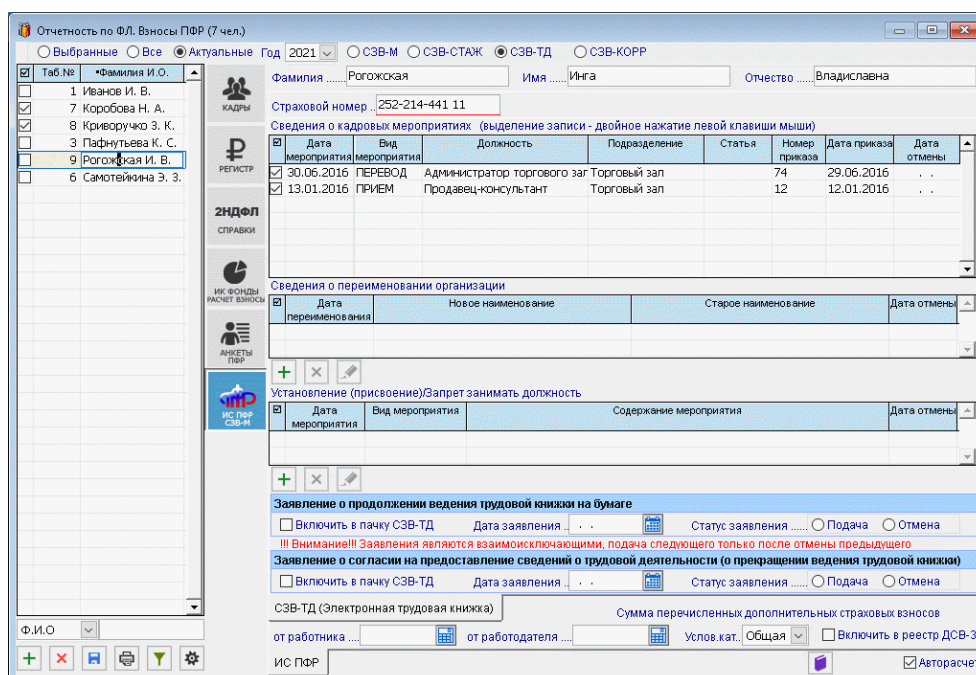 Отчетность по ФЛ. Взносы ПФР (7 чел.)
Выбранные Все Актуальные Год 2021 СЗВ-М СЗВ-СТАЖ СЗВ-ТД СЗВ-КОРР
Таб.№ •Фамилия И.О.
1 Иванов И. В.
7 Коробова Н. А.
8 Криворучко З. К.
3 Пафнутьева К. С.
9 Рогожская И. В.
6 Самотейкина Э. З.
Ф.И.О
КАДРЫ
РЕГИСТР
2НДФЛ
СПРАВКИ
ИК ФОНДЫ
РАСЧЕТ ВЗНОСЫ
АНКЕТЫ
ПФР
ИС ПФР
СЗВ-М
Фамилия ...... Рогожская Имя ..... Инга Отчество ..... Владиславна
Страховой номер .. 252-214-441 11
Сведения о кадровых мероприятиях (выделение записи - двойное нажатие левой клавиши мыши)
Дата мероприятия Вид мероприятия Должность Подразделение Статья Номер приказа Дата приказа Дата отмены
30.06.2016 ПЕРЕВОД Администратор торгового зал Торговый зал 74 29.06.2016 . .
13.01.2016 ПРИЕМ Продавец-консультант Торговый зал 12 12.01.2016 . .
Сведения о переименовании организации
Дата переименования Новое наименование Старое наименование Дата отмены
Установление (присвоение)/Запрет занимать должность
Дата мероприятия Вид мероприятия Содержание мероприятия Дата отмены
Заявление о продолжении ведения трудовой книжки на бумаге
Включить в пачку СЗВ-ТД Дата заявления .. . . Статус заявления ...... Подача Отмена
!!! Внимание!!! Заявления являются взаимоисключающими, подача следующего только после отмены предыдущего
Заявление о согласии на предоставление сведений о трудовой деятельности (о прекращении ведения трудовой книжки)
Включить в пачку СЗВ-ТД Дата заявления .. . . Статус заявления ..... Подача Отмена
СЗВ-ТД (Электронная трудовая книжка) Сумма перечисленных дополнительных страховых взносов
от работника .... от работодателя .... Услов.кат.. Общая Включить в реестр ДСВ-3
ИС ПФР Авторасчет